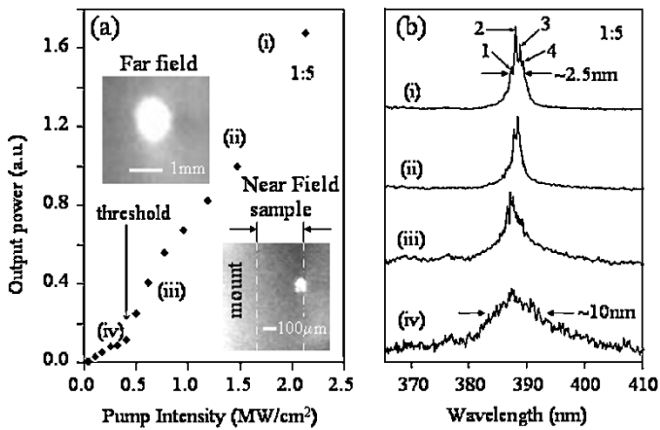 (a)
Far field
1mm
(i)
1:5
(ii)
Near Field
sample
threshold
(iii)
(iv)
mount
100μm
Output power (a.u.)
1.6
1.2
0.8
0.4
0.0
0.0 0.5 1.0 1.5 2.0 2.5
Pump Intensity (MW/cm²)
(b)
2 3
1 4
1:5
~2.5nm
(i)
(ii)
(iii)
(iv)
~10nm
370 380 390 400 410
Wavelength (nm)